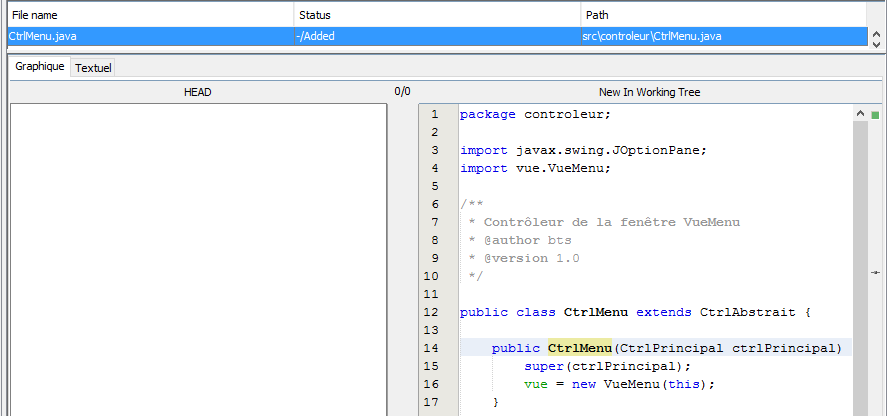 File name Status Path
CtrlMenu.java -/Added src\controleur\CtrlMenu.java
Graphique Textuel
HEAD 0/0 New In Working Tree
1 package controleur;
2
3 import javax.swing.JOptionPane;
4 import vue.VueMenu;
5
6 /**
7 * Contrôleur de la fenêtre VueMenu
8 * @author bts
9 * @version 1.0
10 */
11
12 public class CtrlMenu extends CtrlAbstrait {
13
14 public CtrlMenu(CtrlPrincipal ctrlPrincipal)
15 super(ctrlPrincipal);
16 vue = new VueMenu(this);
17 }